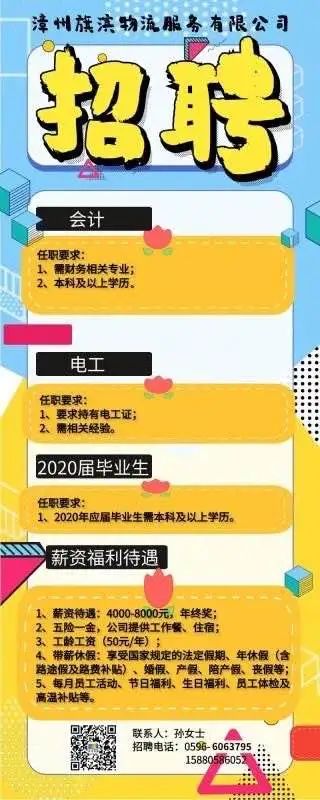 漳州旗滨物流服务有限公司
招聘
会计
任职要求：
1、需财务相关专业；
2、本科及以上学历。
电工
任职要求：
1、要求持有电工证；
2、需相关经验。
2020届毕业生
任职要求：
1、2020年应届毕业生需本科及以上学历。
薪资福利待遇
1、薪资待遇：4000-8000元，年终奖；
2、五险一金，公司提供工作餐、住宿；
3、工龄工资（50元/年）；
4、带薪休假：享受国家规定的法定假期、年休假（含
路途假及路费补贴）、婚假、产假、陪产假、丧假等；
5、每月员工活动、节日福利、生日福利、员工体检及
高温补贴等。
联系人：孙女士
招聘电话：0596-6063795
15880586052